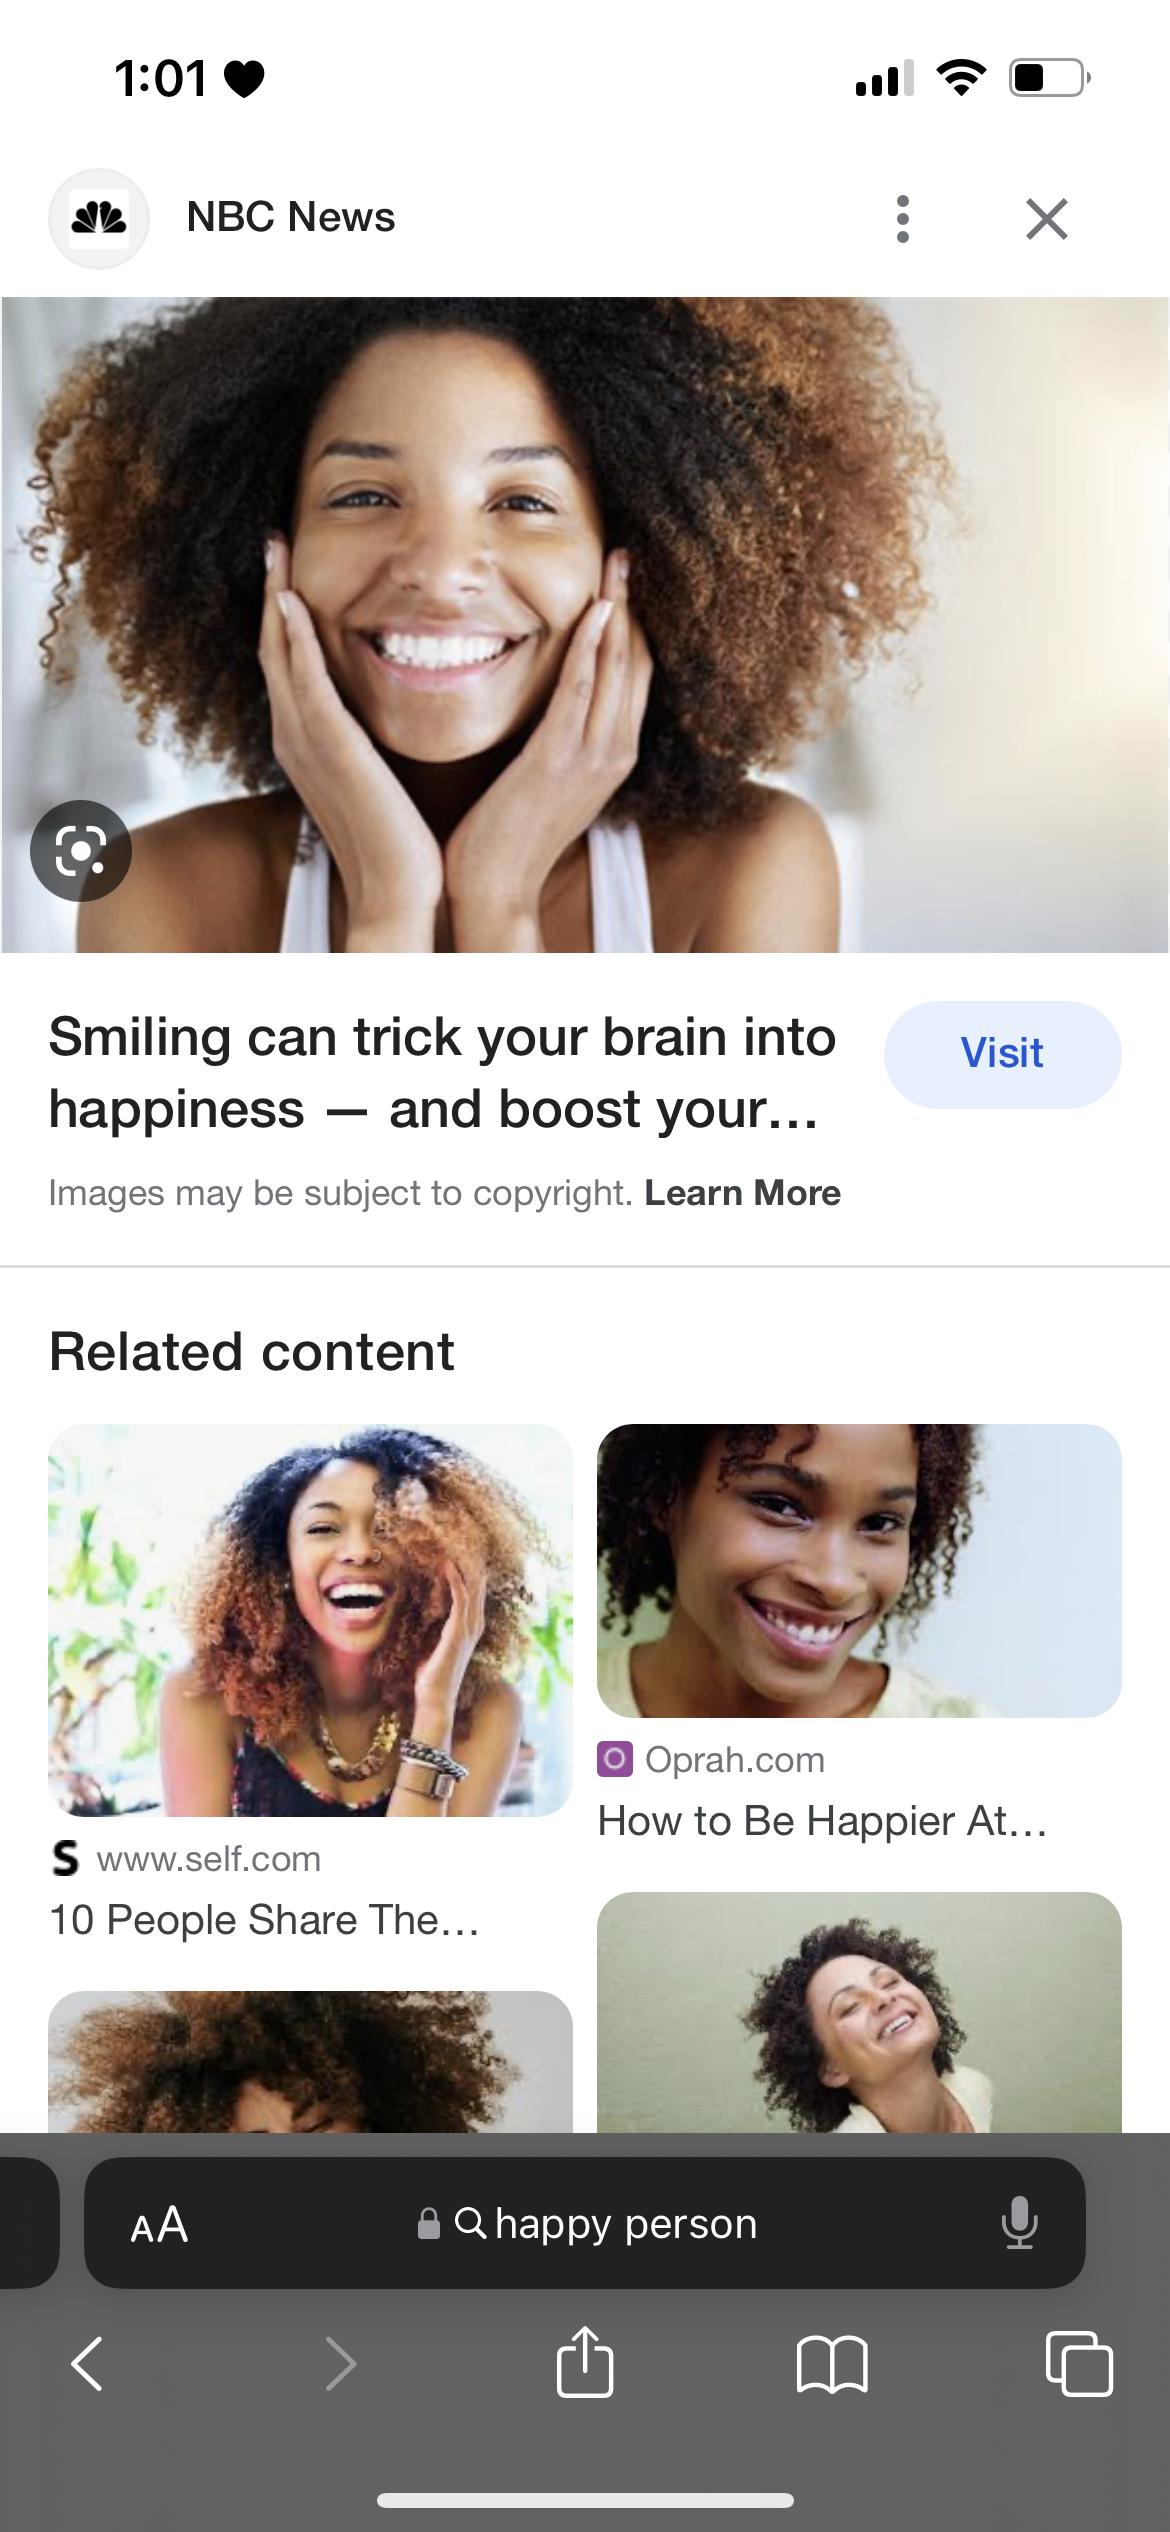 1:01
NBC News
Smiling can trick your brain into
happiness — and boost your...
Visit
Images may be subject to copyright. Learn More
Related content
www.self.com
10 People Share The...
Oprah.com
How to Be Happier At...
AA
happy person